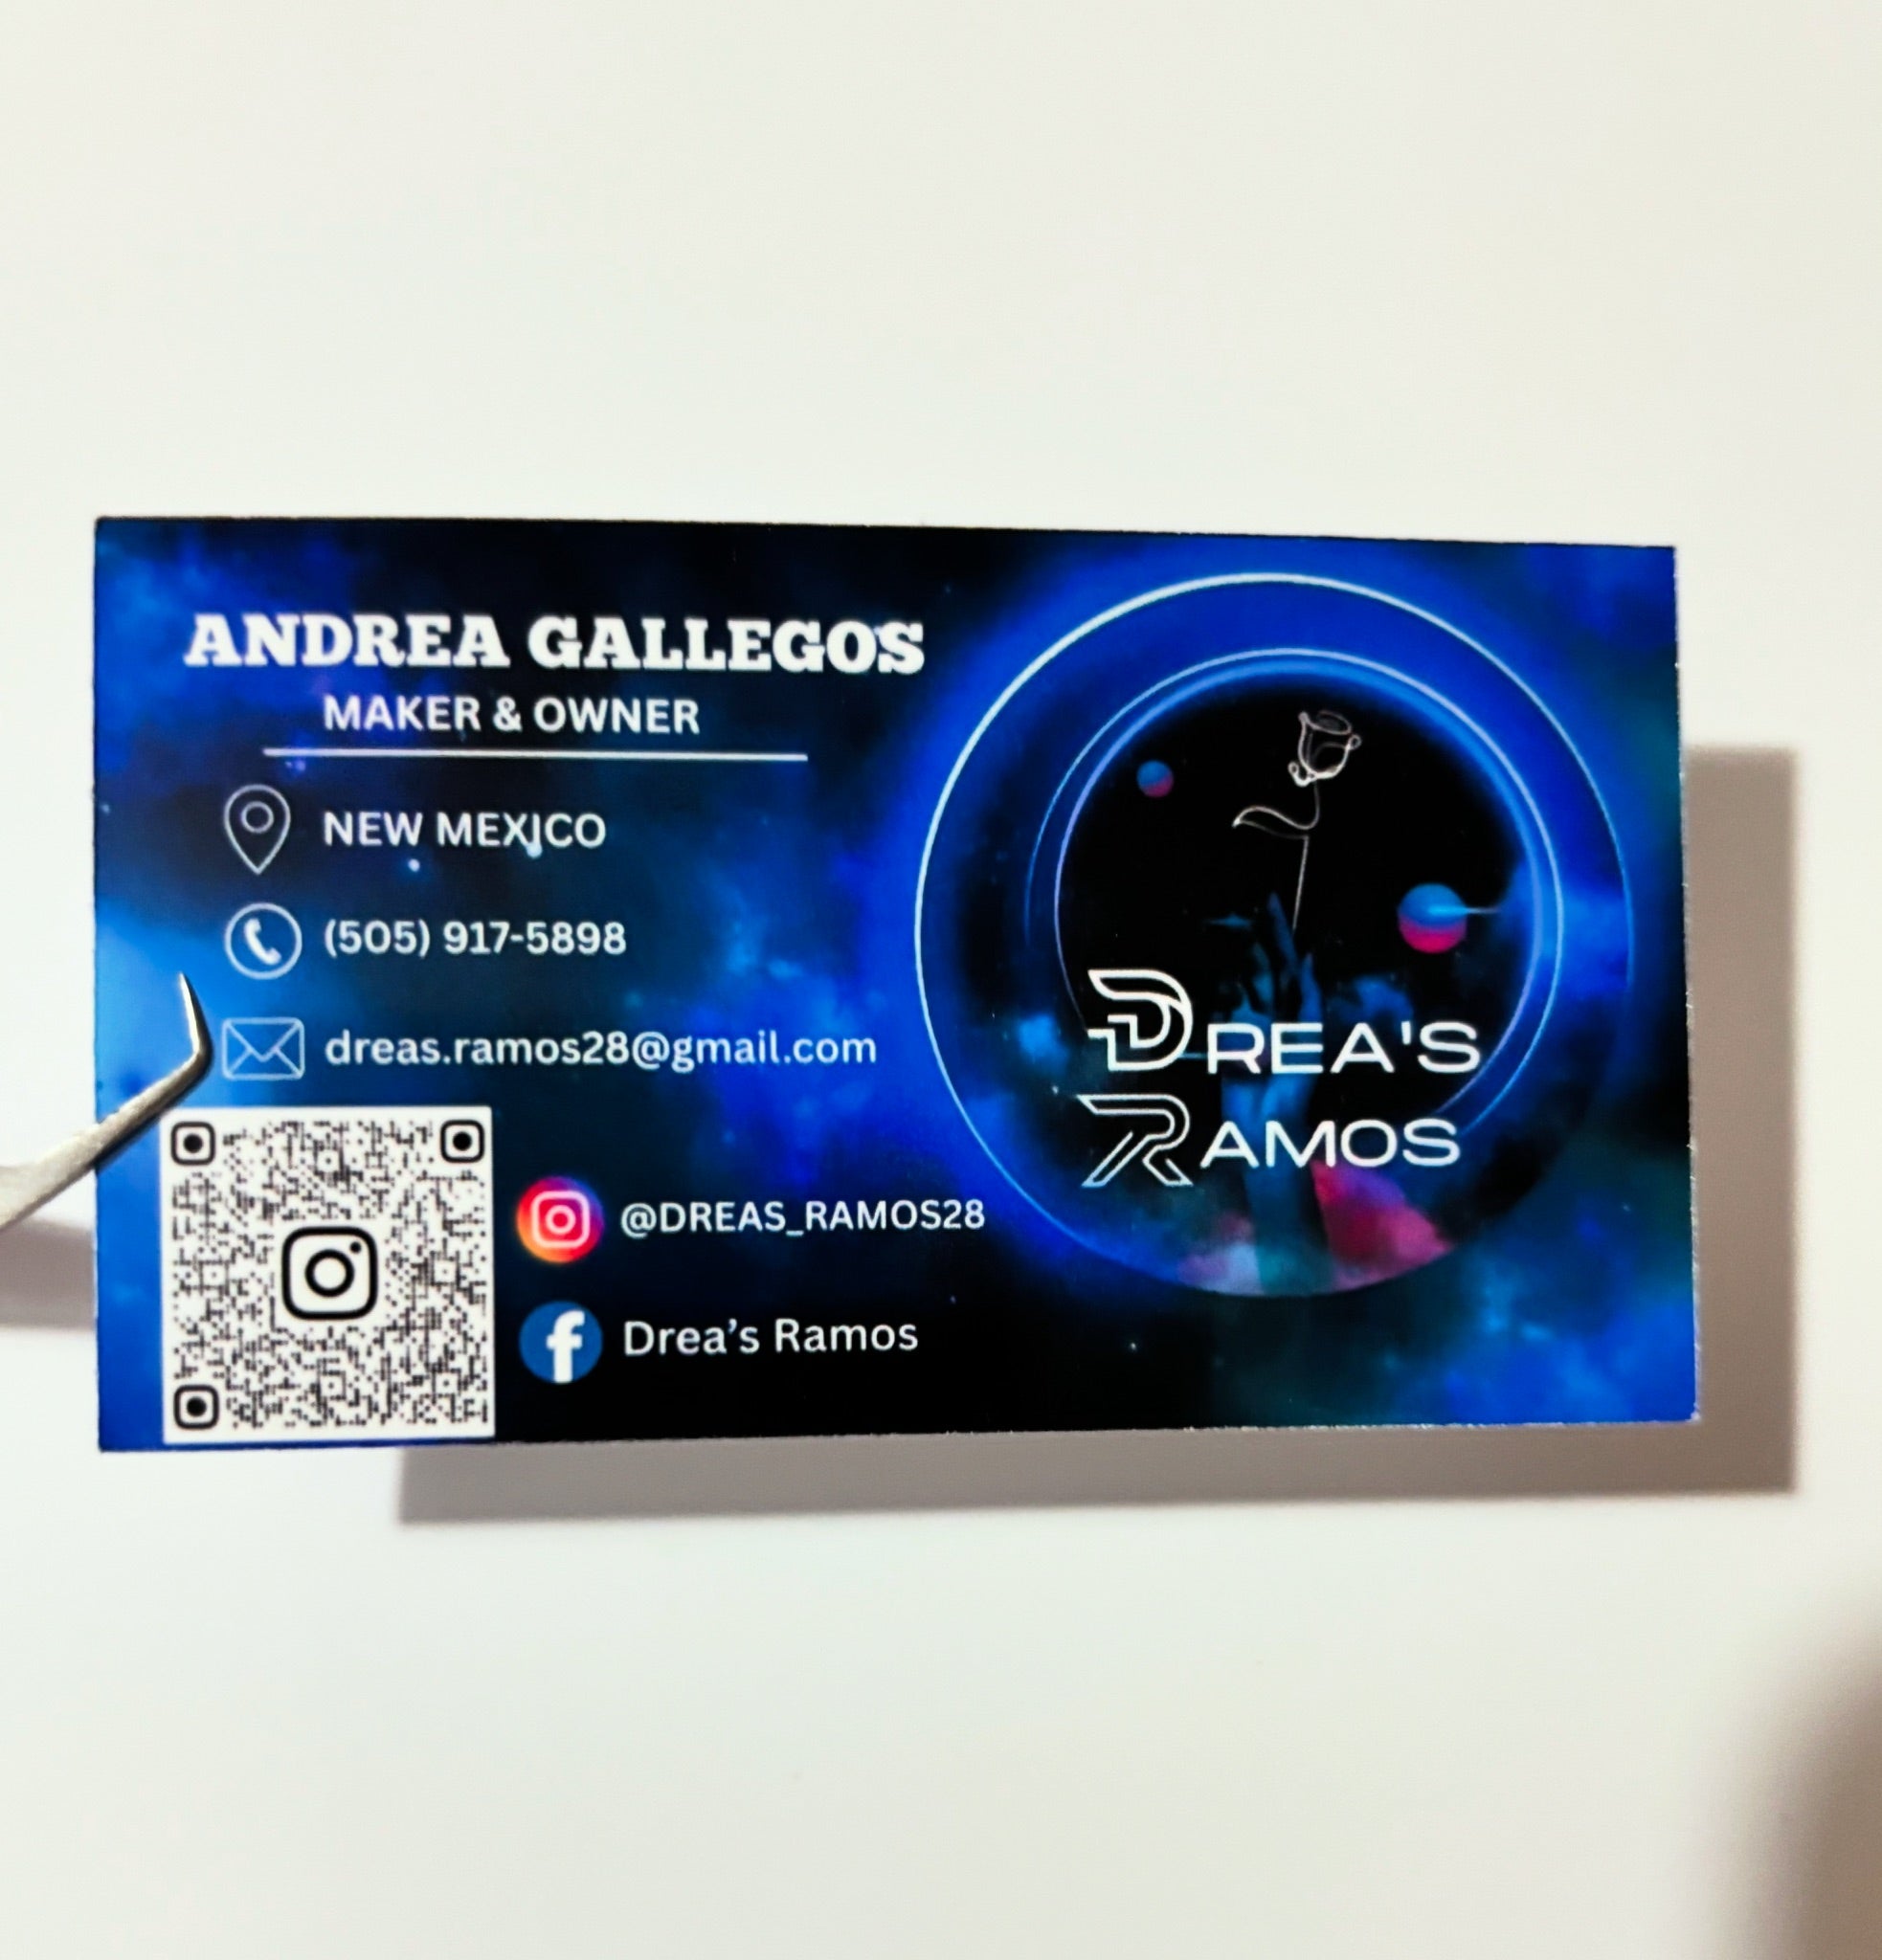 ANDREA GALLEGOS
MAKER & OWNER
NEW MEXICO
(505) 917-5898
dreas.ramos28@gmail.com
@DREAS_RAMOS28
Drea's Ramos
DREA'S
RAMOS